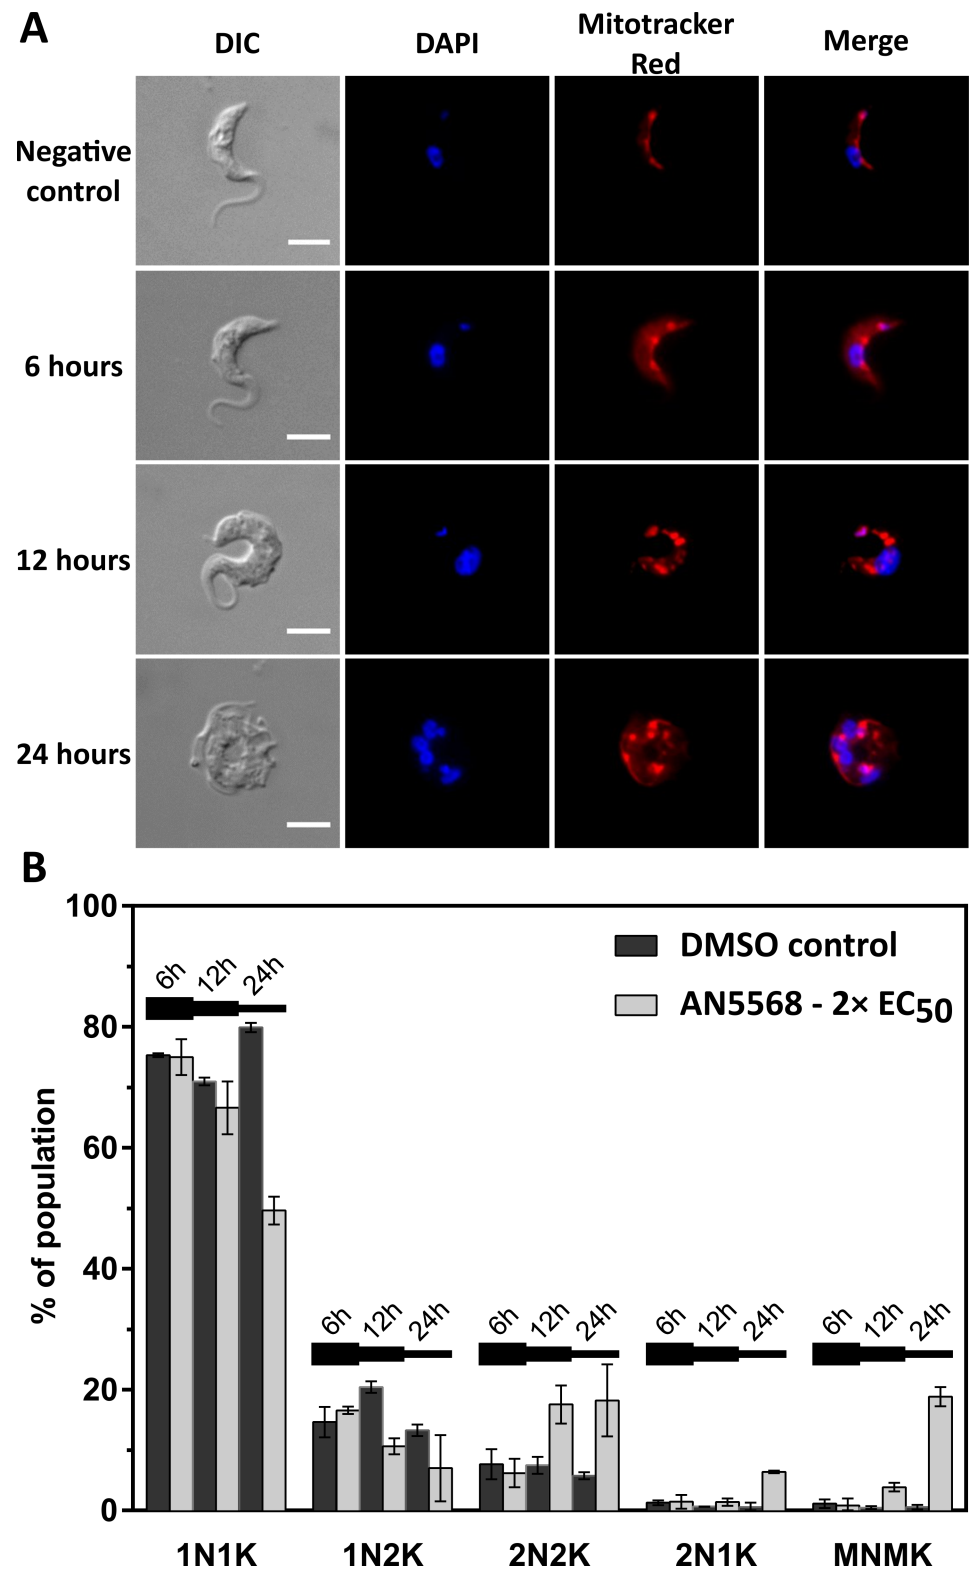 A
DIC
DAPI
Mitotracker
Red
Merge
Negative
control
6 hours
12 hours
24 hours
B
100
80
60
40
20
0
% of population
DMSO control
AN5568 - 2× EC50
6h 12h 24h
6h 12h 24h
6h 12h 24h
6h 12h 24h
6h 12h 24h
1N1K
1N2K
2N2K
2N1K
MNMK